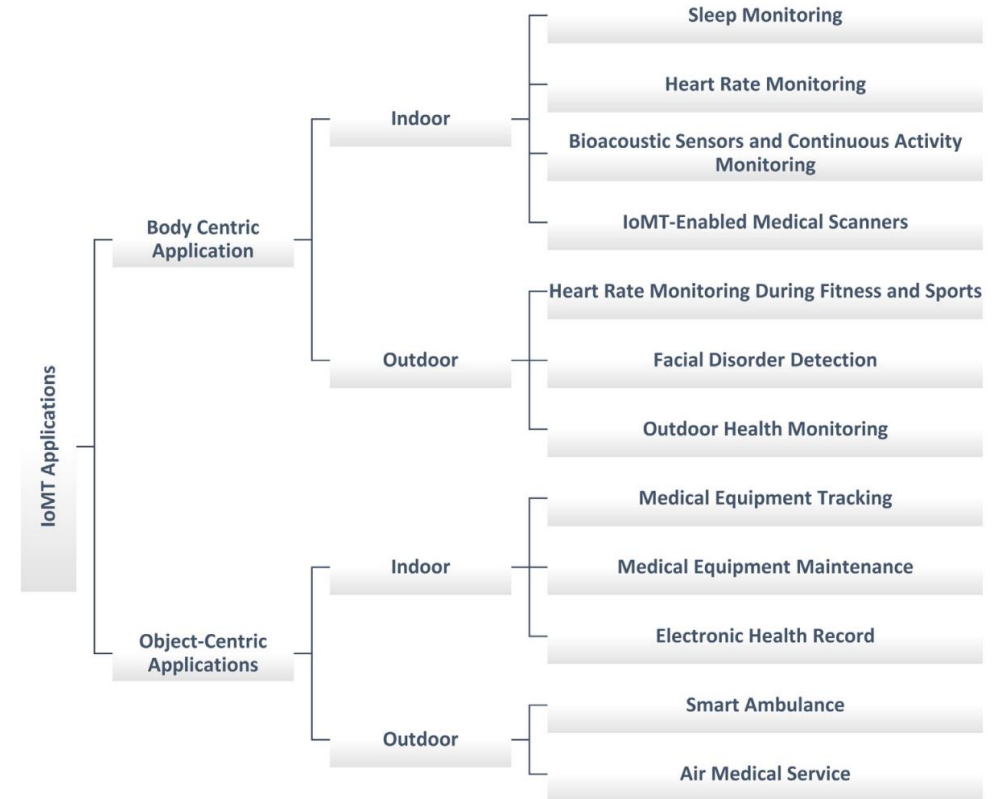 IoMT Applications
Body Centric
Application
Indoor
Sleep Monitoring
Heart Rate Monitoring
Bioacoustic Sensors and Continuous Activity
Monitoring
IoMT-Enabled Medical Scanners
Outdoor
Heart Rate Monitoring During Fitness and Sports
Facial Disorder Detection
Outdoor Health Monitoring
Object-Centric
Applications
Indoor
Medical Equipment Tracking
Medical Equipment Maintenance
Electronic Health Record
Outdoor
Smart Ambulance
Air Medical Service